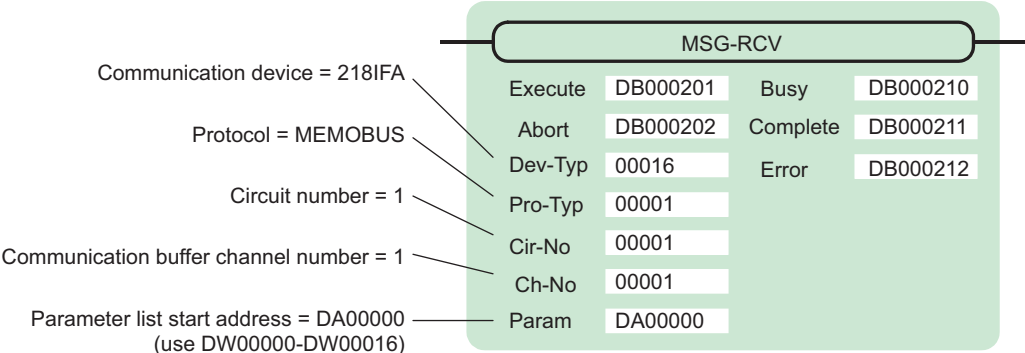 MSG-RCV
Communication device = 218IFA
Protocol = MEMOBUS
Circuit number = 1
Communication buffer channel number = 1
Parameter list start address = DA00000
(use DW00000-DW00016)
Execute DB000201 Busy DB000210
Abort DB000202 Complete DB000211
Dev-Typ 00016 Error DB000212
Pro-Typ 00001
Cir-No 00001
Ch-No 00001
Param DA00000